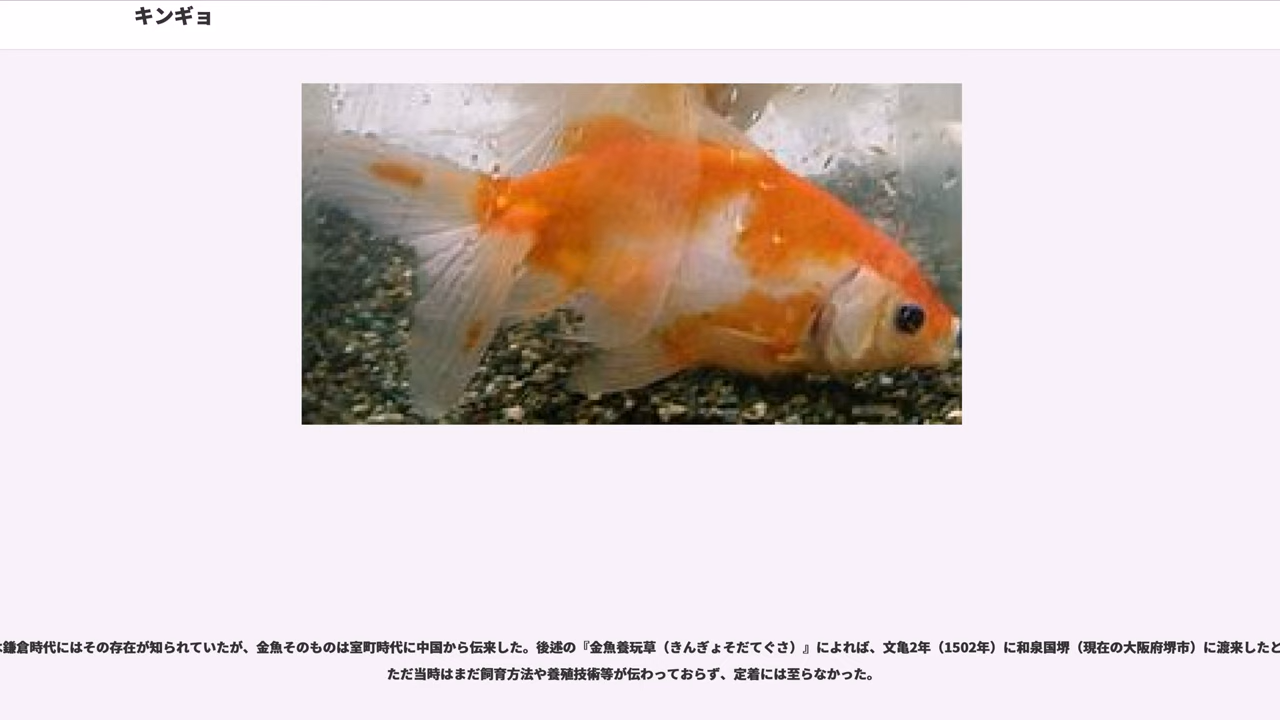 キンギョ
鎌倉時代にはその存在が知られていたが、金魚そのものは室町時代に中国から伝来した。後述の『金魚養玩草（きんぎょそだてぐさ）』によれば、文亀2年（1502年）に和泉国堺（現在の大阪府堺市）に渡来したと
ただ当時はまだ飼育方法や養殖技術等が伝わっておらず、定着には至らなかった。